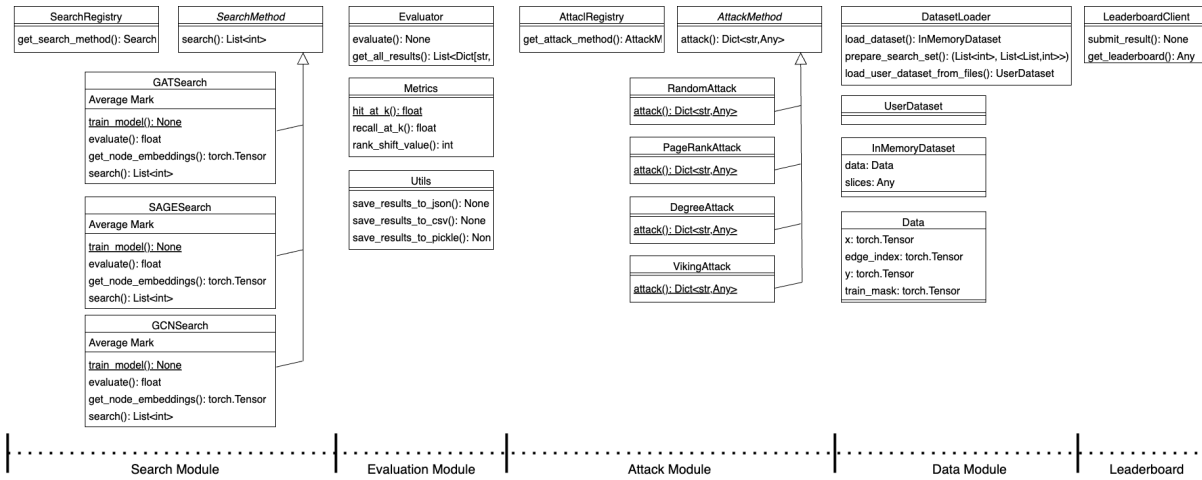 SearchRegistry
get_search_method(): Search
SearchMethod
search(): List<int>
GATSearch
Average Mark
train_model(): None
evaluate(): float
get_node_embeddings(): torch.Tensor
search(): List<int>
SAGESearch
Average Mark
train_model(): None
evaluate(): float
get_node_embeddings(): torch.Tensor
search(): List<int>
GCNSearch
Average Mark
train_model(): None
evaluate(): float
get_node_embeddings(): torch.Tensor
search(): List<int>
Evaluator
evaluate(): None
get_all_results(): List<Dict[str,
Metrics
hit_at_k(): float
recall_at_k(): float
rank_shift_value(): int
Utils
save_results_to_json(): None
save_results_to_csv(): None
save_results_to_pickle(): Non
AttaclRegistry
get_attack_method(): AttackM
AttackMethod
attack(): Dict<str,Any>
RandomAttack
attack(): Dict<str,Any>
PageRankAttack
attack(): Dict<str,Any>
DegreeAttack
attack(): Dict<str,Any>
VikingAttack
attack(): Dict<str,Any>
DatasetLoader
load_dataset(): InMemoryDataset
prepare_search_set(): (List<int>, List<List,int>>)
load_user_dataset_from_files(): UserDataset
UserDataset
InMemoryDataset
data: Data
slices: Any
Data
x: torch.Tensor
edge_index: torch.Tensor
y: torch.Tensor
train_mask: torch.Tensor
LeaderboardClient
submit_result(): None
get_leaderboard(): Any
Search Module
Evaluation Module
Attack Module
Data Module
Leaderboard